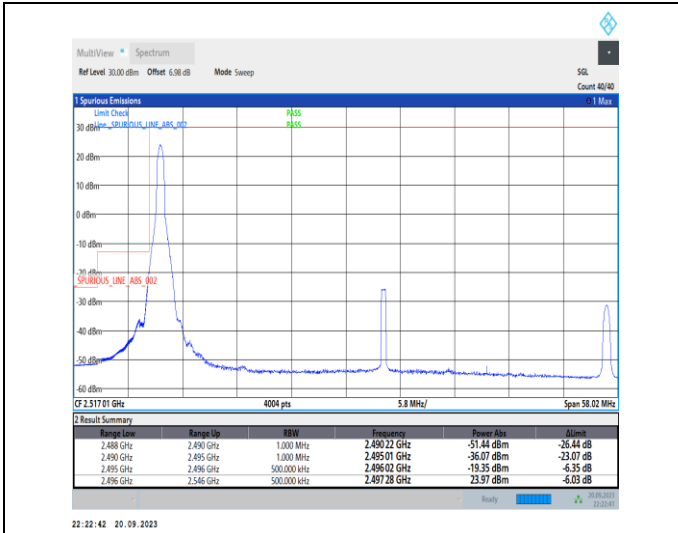 MultiView Spectrum
Ref Level 30.00 dBm Offset 6.98 dB Mode Sweep SGL
Count 40/40
1 Spurious Emissions 1 Max
Limit Check PASS
30 dBm Line _SPURIOUS_LINE_ABS_002 PASS
20 dBm
10 dBm
0 dBm
-10 dBm
-20 dBm
SPURIOUS_LINE_ABS_002
-30 dBm
-40 dBm
-50 dBm
-60 dBm
CF 2.517 01 GHz 4004 pts 5.8 MHz/ Span 58.02 MHz
2 Result Summary
Range Low Range Up RBW Frequency Power Abs ΔLimit
2.488 GHz 2.490 GHz 1.000 MHz 2.490 22 GHz -51.44 dBm -26.44 dB
2.490 GHz 2.495 GHz 1.000 MHz 2.495 01 GHz -36.07 dBm -23.07 dB
2.495 GHz 2.496 GHz 500.000 kHz 2.496 02 GHz -19.35 dBm -6.35 dB
2.496 GHz 2.546 GHz 500.000 kHz 2.497 28 GHz 23.97 dBm -6.03 dB
Ready 20.09.2023
22:22:41
22:22:42 20.09.2023